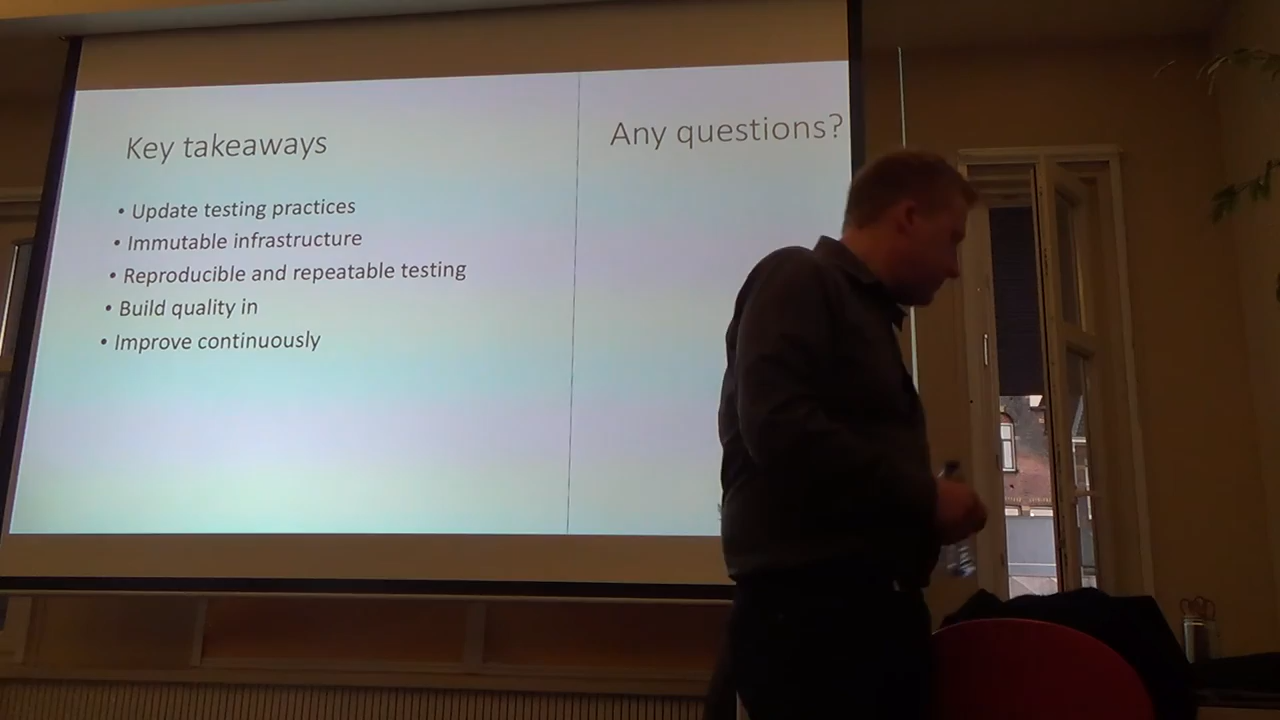 Key takeaways
• Update testing practices
• Immutable infrastructure
• Reproducible and repeatable testing
• Build quality in
• Improve continuously
Any questions?